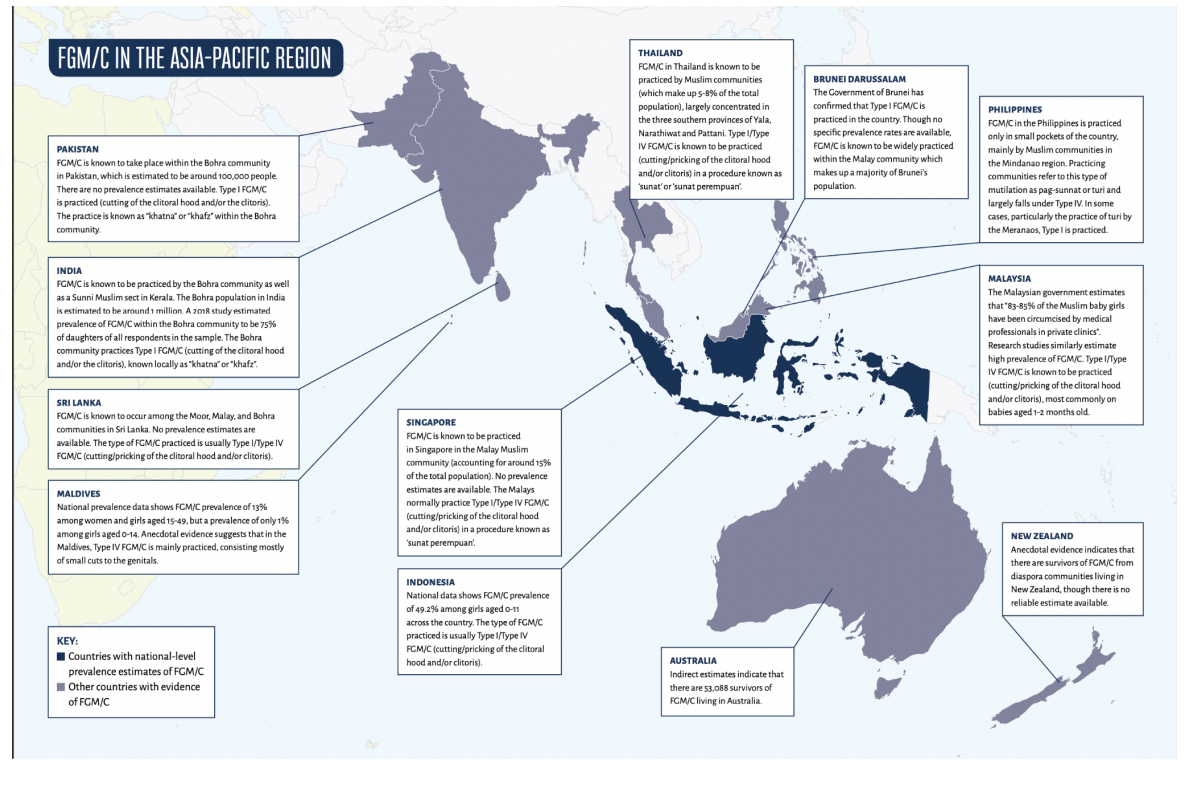 FGM/C IN THE ASIA-PACIFIC REGION
PAKISTAN
FGM/C is known to take place within the Bohra community
in Pakistan, which is estimated to be around 100,000 people.
There are no prevalence estimates available. Type I FGM/C
is practiced (cutting of the clitoral hood and/or the clitoris).
The practice is known as "khatna" or "khafz" within the Bohra
community.
INDIA
FGM/C is known to be practiced by the Bohra community as well
as a Sunni Muslim sect in Kerala. The Bohra population in India
is estimated to be around 1 million. A 2018 study estimated
prevalence of FGM/C within the Bohra community to be 75%
of daughters of all respondents in the sample. The Bohra
community practices Type I FGM/C (cutting of the clitoral hood
and/or the clitoris), known locally as "khatna" or "khafz".
SRI LANKA
FGM/C is known to occur among the Moor, Malay, and Bohra
communities in Sri Lanka. No prevalence estimates are
available. The type of FGM/C practiced is usually Type I/Type IV
FGM/C (cutting/pricking of the clitoral hood and/or clitoris).
MALDIVES
National prevalence data shows FGM/C prevalence of 13%
among women and girls aged 15-49, but a prevalence of only 1%
among girls aged 0-14. Anecdotal evidence suggests that in the
Maldives, Type IV FGM/C is mainly practiced, consisting mostly
of small cuts to the genitals.
KEY:
Countries with national-level
prevalence estimates of FGM/C
Other countries with evidence
of FGM/C
SINGAPORE
FGM/C is known to be practiced
in Singapore in the Malay Muslim
community (accounting for around 15%
of the total population). No prevalence
estimates are available. The Malays
normally practice Type I/Type IV FGM/C
(cutting/pricking of the clitoral hood
and/or clitoris) in a procedure known as
'sunat perempuan'.
INDONESIA
National data shows FGM/C prevalence
of 49.2% among girls aged 0-11
across the country. The type of FGM/C
practiced is usually Type I/Type IV
FGM/C (cutting/pricking of the clitoral
hood and/or clitoris).
THAILAND
FGM/C in Thailand is known to be
practiced by Muslim communities
(which make up 5-8% of the total
population), largely concentrated in
the three southern provinces of Yala,
Narathiwat and Pattani. Type I/Type
IV FGM/C is known to be practiced
(cutting/pricking of the clitoral hood
and/or clitoris) in a procedure known as
'sunat' or 'sunat perempuan'.
BRUNEI DARUSSALAM
The Government of Brunei has
confirmed that Type I FGM/C is
practiced in the country. Though no
specific prevalence rates are available,
FGM/C is known to be widely practiced
within the Malay community which
makes up a majority of Brunei's
population.
PHILIPPINES
FGM/C in the Philippines is practiced
only in small pockets of the country,
mainly by Muslim communities in
the Mindanao region. Practicing
communities refer to this type of
mutilation as pag-sunnat or turi and
largely falls under Type IV. In some
cases, particularly the practice of turi by
the Meranaos, Type I is practiced.
MALAYSIA
The Malaysian government estimates
that "83-85% of the Muslim baby girls
have been circumcised by medical
professionals in private clinics".
Research studies similarly estimate
high prevalence of FGM/C. Type I/Type
IV FGM/C is known to be practiced
(cutting/pricking of the clitoral hood
and/or clitoris), most commonly on
babies aged 1-2 months old.
NEW ZEALAND
Anecdotal evidence indicates that
there are survivors of FGM/C from
diaspora communities living in
New Zealand, though there is no
reliable estimate available.
AUSTRALIA
Indirect estimates indicate that
there are 53,088 survivors of
FGM/C living in Australia.